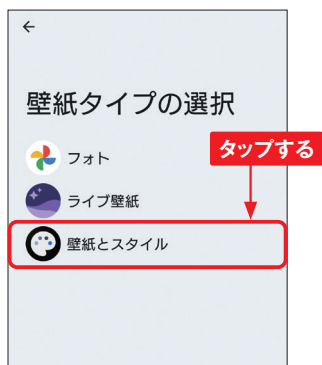 壁紙タイプの選択
フォト
タップする
ライブ壁紙
壁紙とスタイル